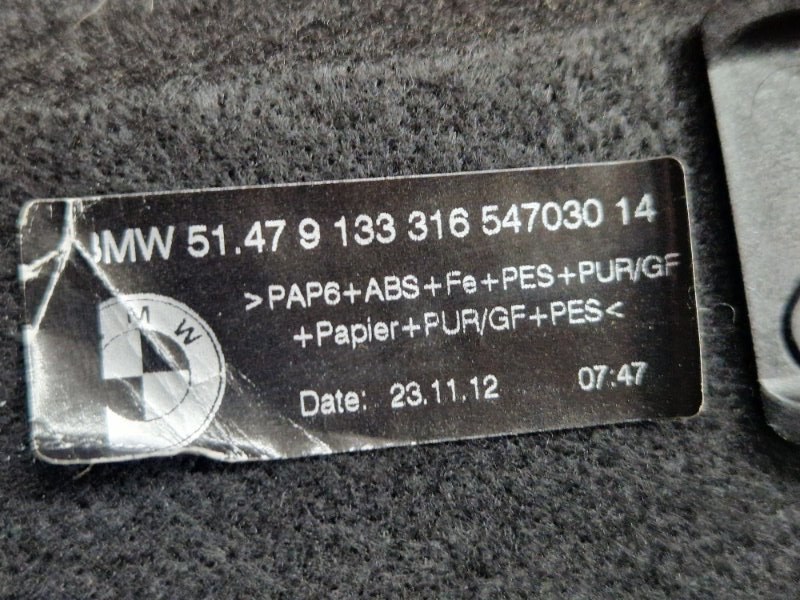 BMW 51.47 9 133 316 547030 14
>PAP6+ABS+Fe+PES+PUR/GF
+Papier+PUR/GF+PES<
M W
Date: 23.11.12 07:47